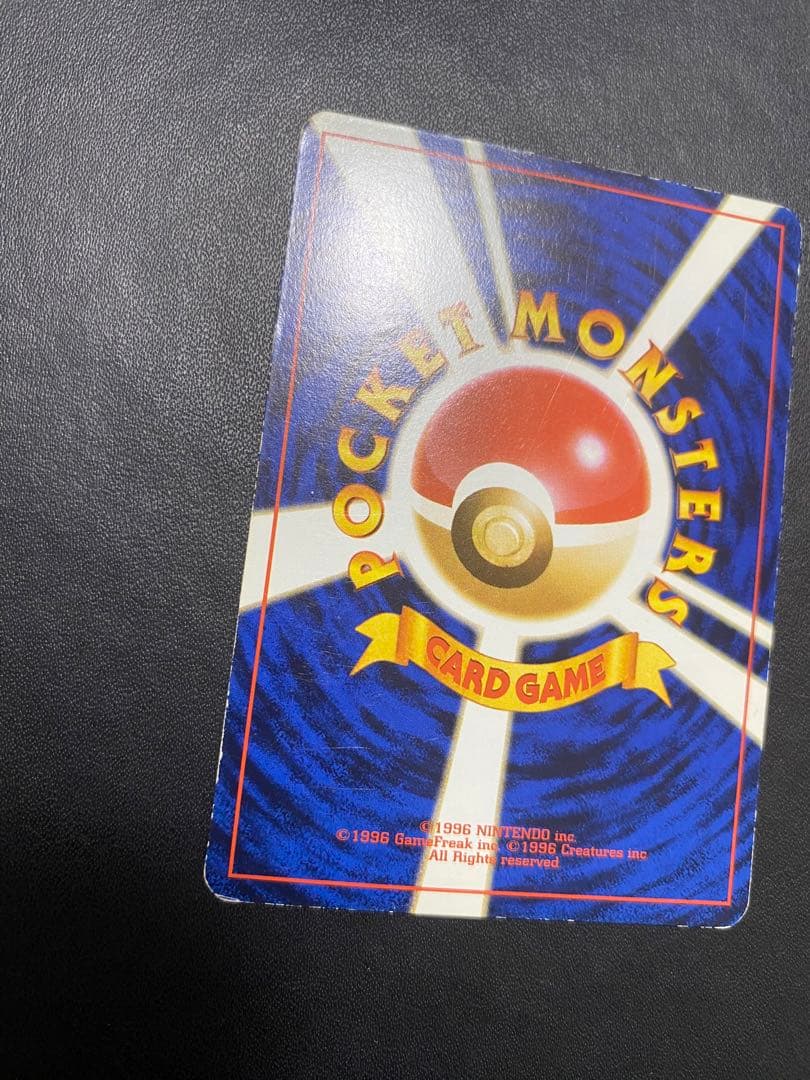 POCKET MONSTERS
CARD GAME
©1996 NINTENDO inc.
©1996 GameFreak inc. ©1996 Creatures inc
All Rights reserved